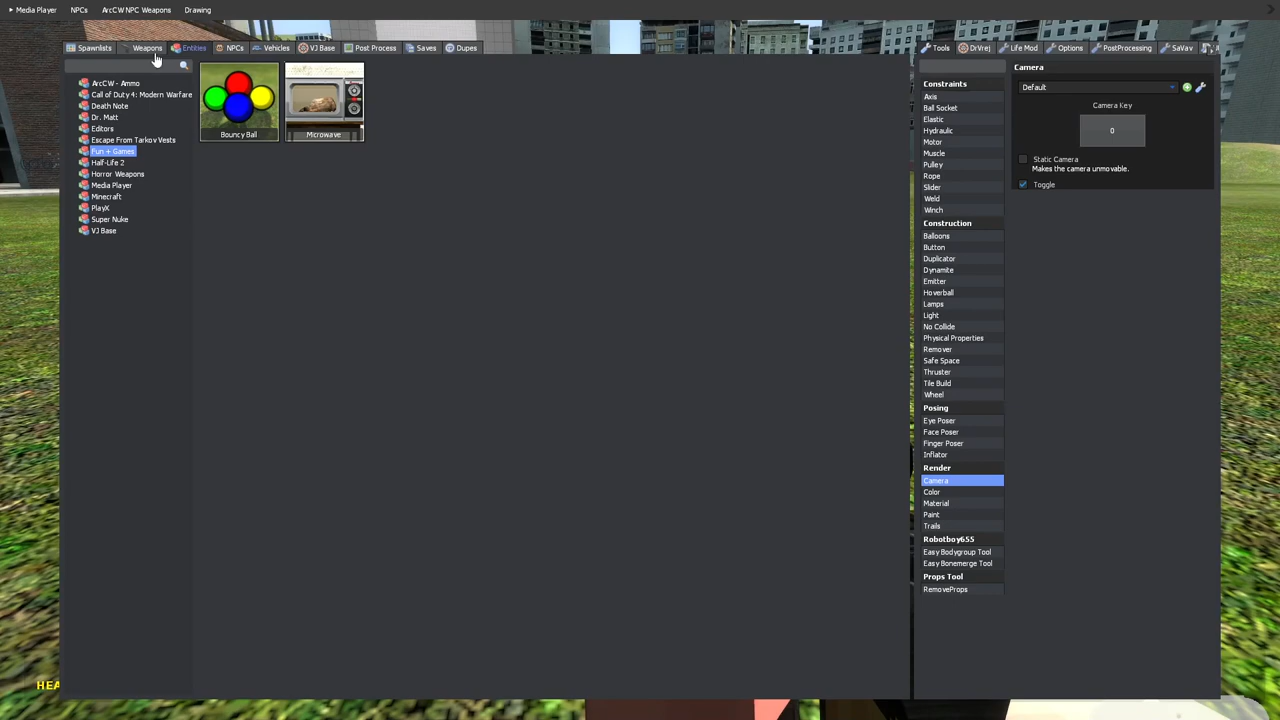 Media Player NPCs ArcCW NPC Weapons Drawing
Spawnlists Weapons Entities NPCs Vehicles VJ Base Post Process Saves Dupes
ArcCW - Ammo
Call of Duty 4: Modern Warfare
Death Note
Dr. Matt
Editors
Escape From Tarkov Vests
Fun + Games
Half-Life 2
Horror Weapons
Media Player
Minecraft
PlayX
Super Nuke
VJ Base
Bouncy Ball
Microwave
Tools DrVrej Life Mod Options PostProcessing SaVav
Constraints
Axis
Ball Socket
Elastic
Hydraulic
Motor
Muscle
Pulley
Rope
Slider
Weld
Winch
Construction
Balloons
Button
Duplicator
Dynamite
Emitter
Hoverball
Lamps
Light
No Collide
Physical Properties
Remover
Safe Space
Thruster
Tile Build
Wheel
Posing
Eye Poser
Face Poser
Finger Poser
Inflator
Render
Camera
Color
Material
Paint
Trails
Robotboy655
Easy Bodygroup Tool
Easy Bonemerge Tool
Props Tool
RemoveProps
Camera
Default
Camera Key
0
Static Camera
Makes the camera unmovable.
Toggle
HEA